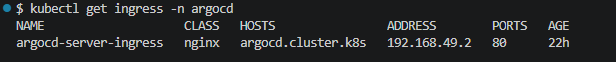 $ kubectl get ingress -n argocd
NAME CLASS HOSTS ADDRESS PORTS AGE
argocd-server-ingress nginx argocd.cluster.k8s 192.168.49.2 80 22h